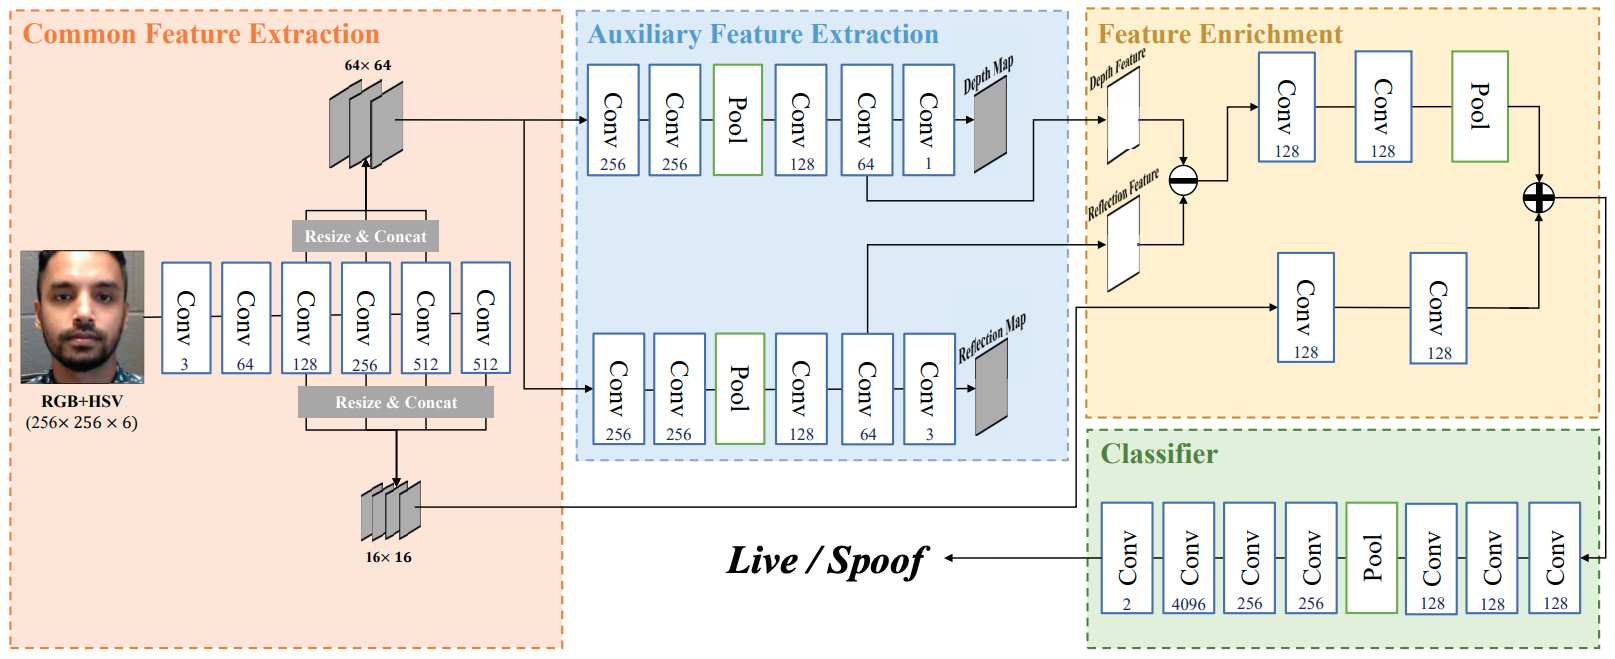 Common Feature Extraction
64× 64
Resize & Concat
Conv 3
Conv 64
Conv 128
Conv 256
Conv 512
Conv 512
RGB+HSV
(256× 256 × 6)
Resize & Concat
16× 16
Auxiliary Feature Extraction
Conv 256
Conv 256
Pool
Conv 128
Conv 64
Conv 1
Depth Map
Conv 256
Conv 256
Pool
Conv 128
Conv 64
Conv 3
Reflection Map
Feature Enrichment
Depth Feature
Reflection Feature
Conv 128
Conv 128
Pool
Conv 128
Conv 128
Classifier
Conv 2
Conv 4096
Conv 256
Conv 256
Pool
Conv 128
Conv 128
Conv 128
Live / Spoof